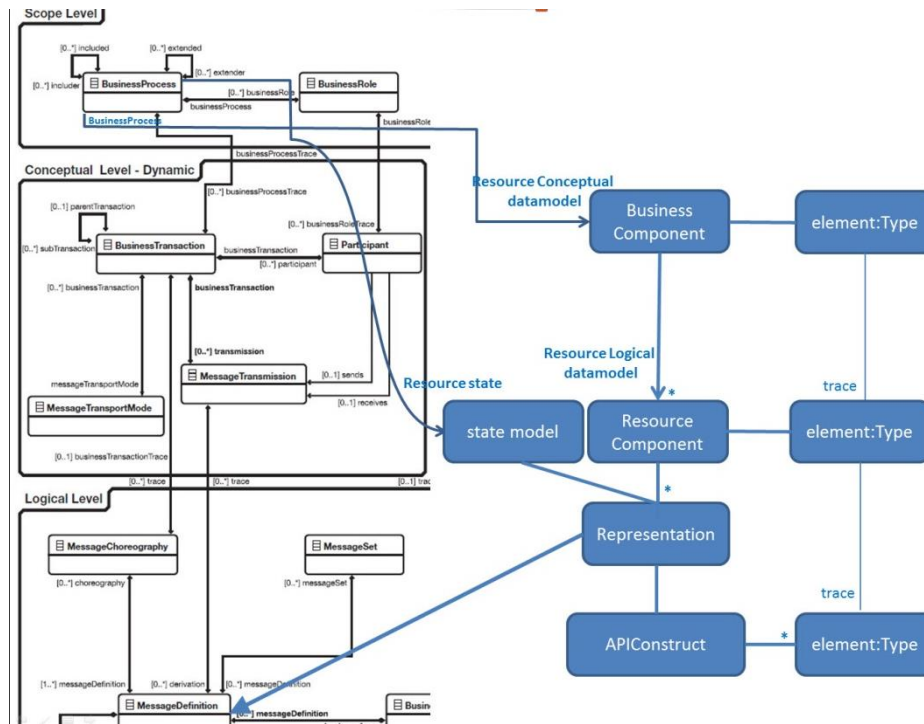 Scope Level
[0..*] included
[0..*] extended
[0..*] includer
[0..*] extender
BusinessProcess
BusinessRole
[0..*] businessRole
businessProcess
BusinessProcess
businessRole
businessProcessTrace
Conceptual Level - Dynamic
[0..*] businessProcessTrace
[0..1] parentTransaction
[0..*] subTransaction
[0..*] businessRoleTrace
BusinessTransaction
businessTransaction
Participant
[0..*] participant
[0..*] businessTransaction
businessTransaction
[0..*] transmission
MessageTransmission
[0..1] sends
[0..1] receives
messageTransportMode
MessageTransportMode
[0..1] businessTransactionTrace
[0..*] trace
[0..*] trace
[0..1] trac
Logical Level
MessageChoreography
MessageSet
[0..*] choreography
[0..*] messageSet
[1..*] messageDefinition
[0..*] derivation
[0..*] messageDefinition
MessageDefinition
[0..*] messageDefinition
Busin
Resource Conceptual
datamodel
Business
Component
element:Type
Resource Logical
datamodel
trace
*
Resource state
state model
Resource
Component
element:Type
*
Representation
trace
APIConstruct
*
element:Type